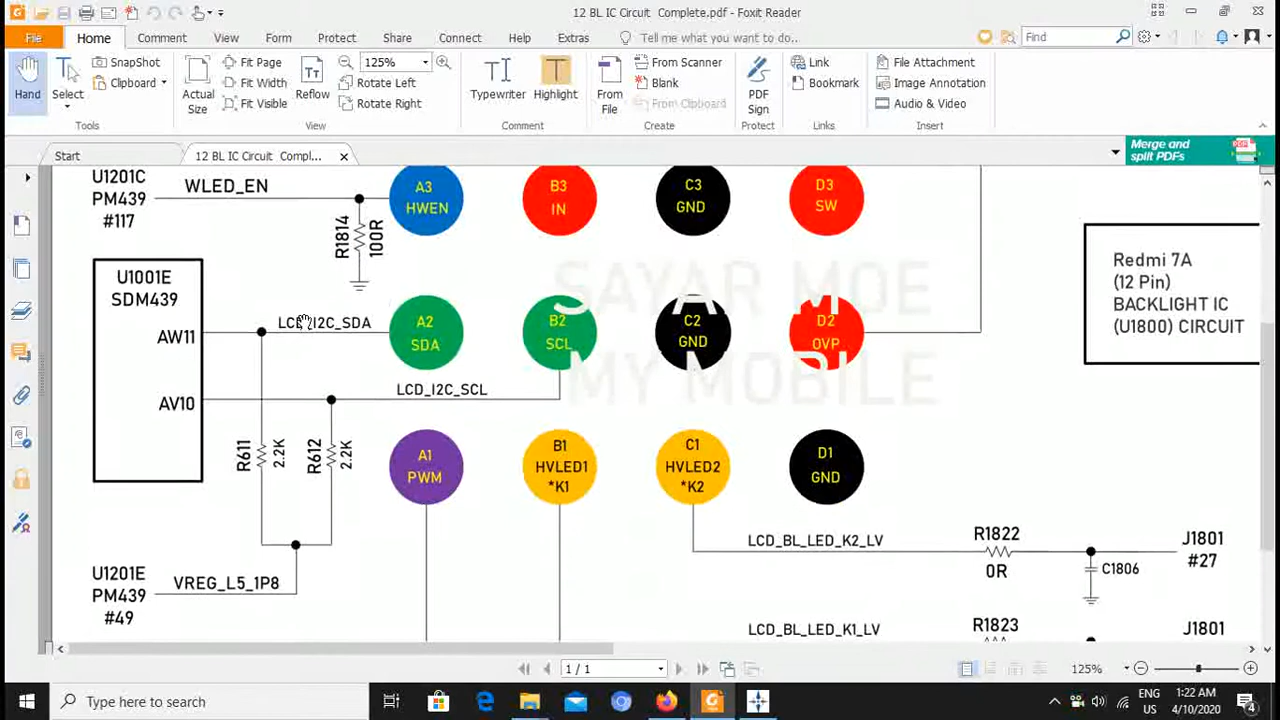 12 BL IC Circuit Complete.pdf - Foxit Reader
File Home Comment View Form Protect Share Connect Help Extras Tell me what you want to do... Find
Hand
Select
SnapShot
Clipboard
Tools
Actual Size
Fit Page
Fit Width
Fit Visible
Reflow
125%
Rotate Left
Rotate Right
View
Typewriter
Highlight
Comment
From File
From Scanner
Blank
From Clipboard
Create
PDF Sign
Protect
Link
Bookmark
Links
File Attachment
Image Annotation
Audio & Video
Insert
Start
12 BL IC Circuit Compl...
Merge and
split PDFs
U1201C
PM439
#117
WLED_EN
R1814
100R
A3
HWEN
B3
IN
C3
GND
D3
SW
U1001E
SDM439
AW11
AV10
LCD_I2C_SDA
LCD_I2C_SCL
A2
SDA
B2
SCL
C2
GND
D2
OVP
SAYAR MOE
MY MOBILE
Redmi 7A
(12 Pin)
BACKLIGHT IC
(U1800) CIRCUIT
R611
2.2K
R612
2.2K
A1
PWM
B1
HVLED1
*K1
C1
HVLED2
*K2
D1
GND
U1201E
PM439
#49
VREG_L5_1P8
LCD_BL_LED_K2_LV
R1822
0R
C1806
J1801
#27
LCD_BL_LED_K1_LV
R1823
J1801
1 / 1
125%
Type here to search
ENG
US
1:22 AM
4/10/2020
4